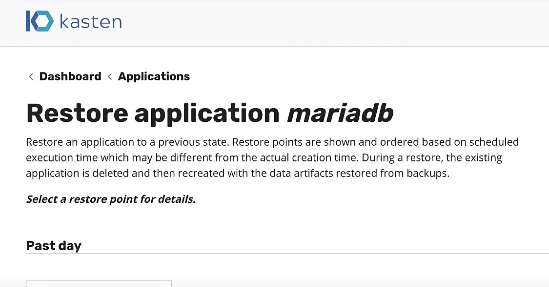 kasten
< Dashboard < Applications
Restore application mariadb
Restore an application to a previous state. Restore points are shown and ordered based on scheduled
execution time which may be different from the actual creation time. During a restore, the existing
application is deleted and then recreated with the data artifacts restored from backups.
Select a restore point for details.
Past day